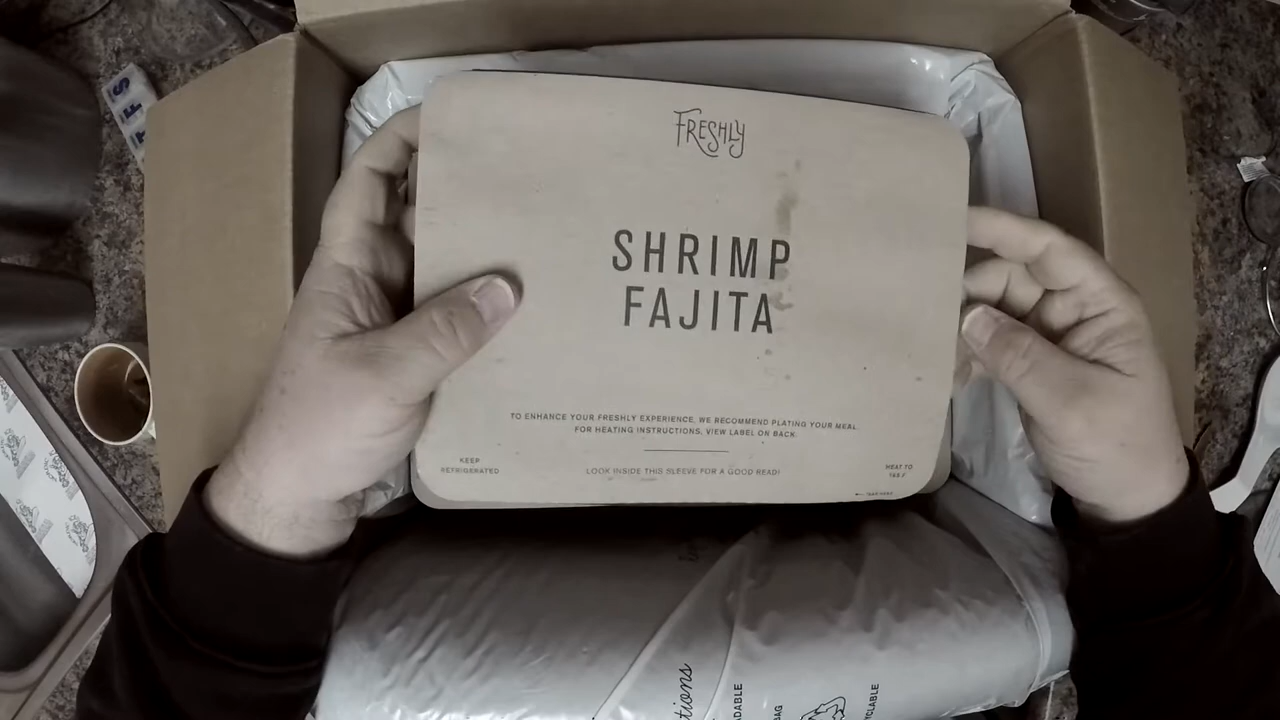 FRESHLY
SHRIMP
FAJITA
TO ENHANCE YOUR FRESHLY EXPERIENCE, WE RECOMMEND PLATING YOUR MEAL
FOR HEATING INSTRUCTIONS, VIEW LABEL ON BACK
KEEP
REFRIGERATED
LOOK INSIDE THIS SLEEVE FOR A GOOD READ!
HEAT TO